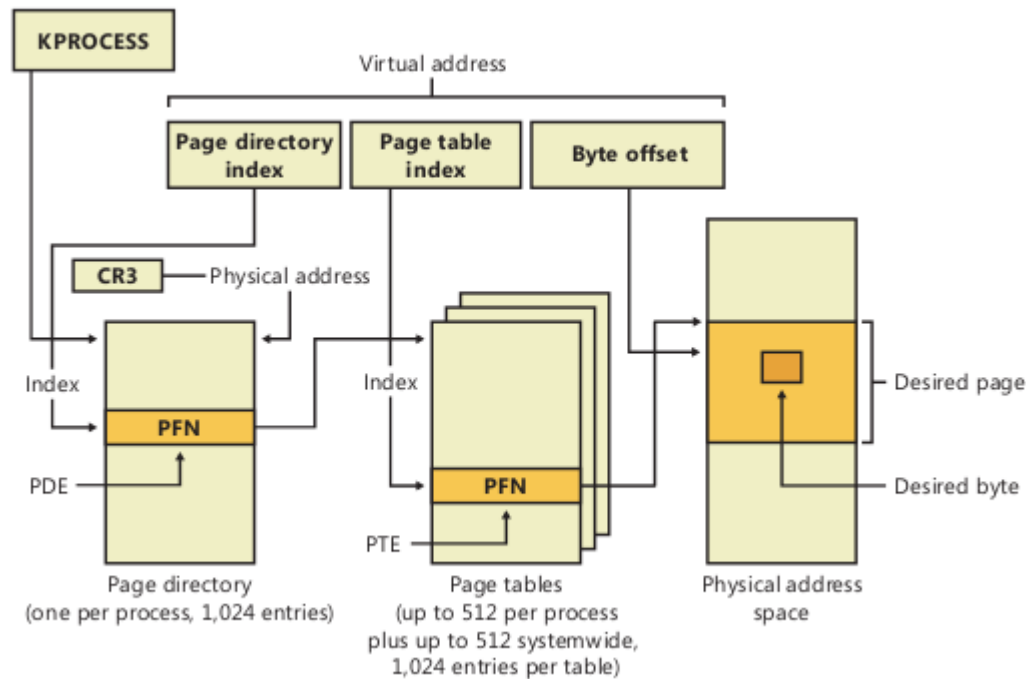 KPROCESS
Virtual address
Page directory
index
Page table
index
Byte offset
CR3
Physical address
Index
Index
Desired page
PFN
PDE
PFN
Desired byte
PTE
Page directory
(one per process, 1,024 entries)
Page tables
(up to 512 per process
plus up to 512 systemwide,
1,024 entries per table)
Physical address
space